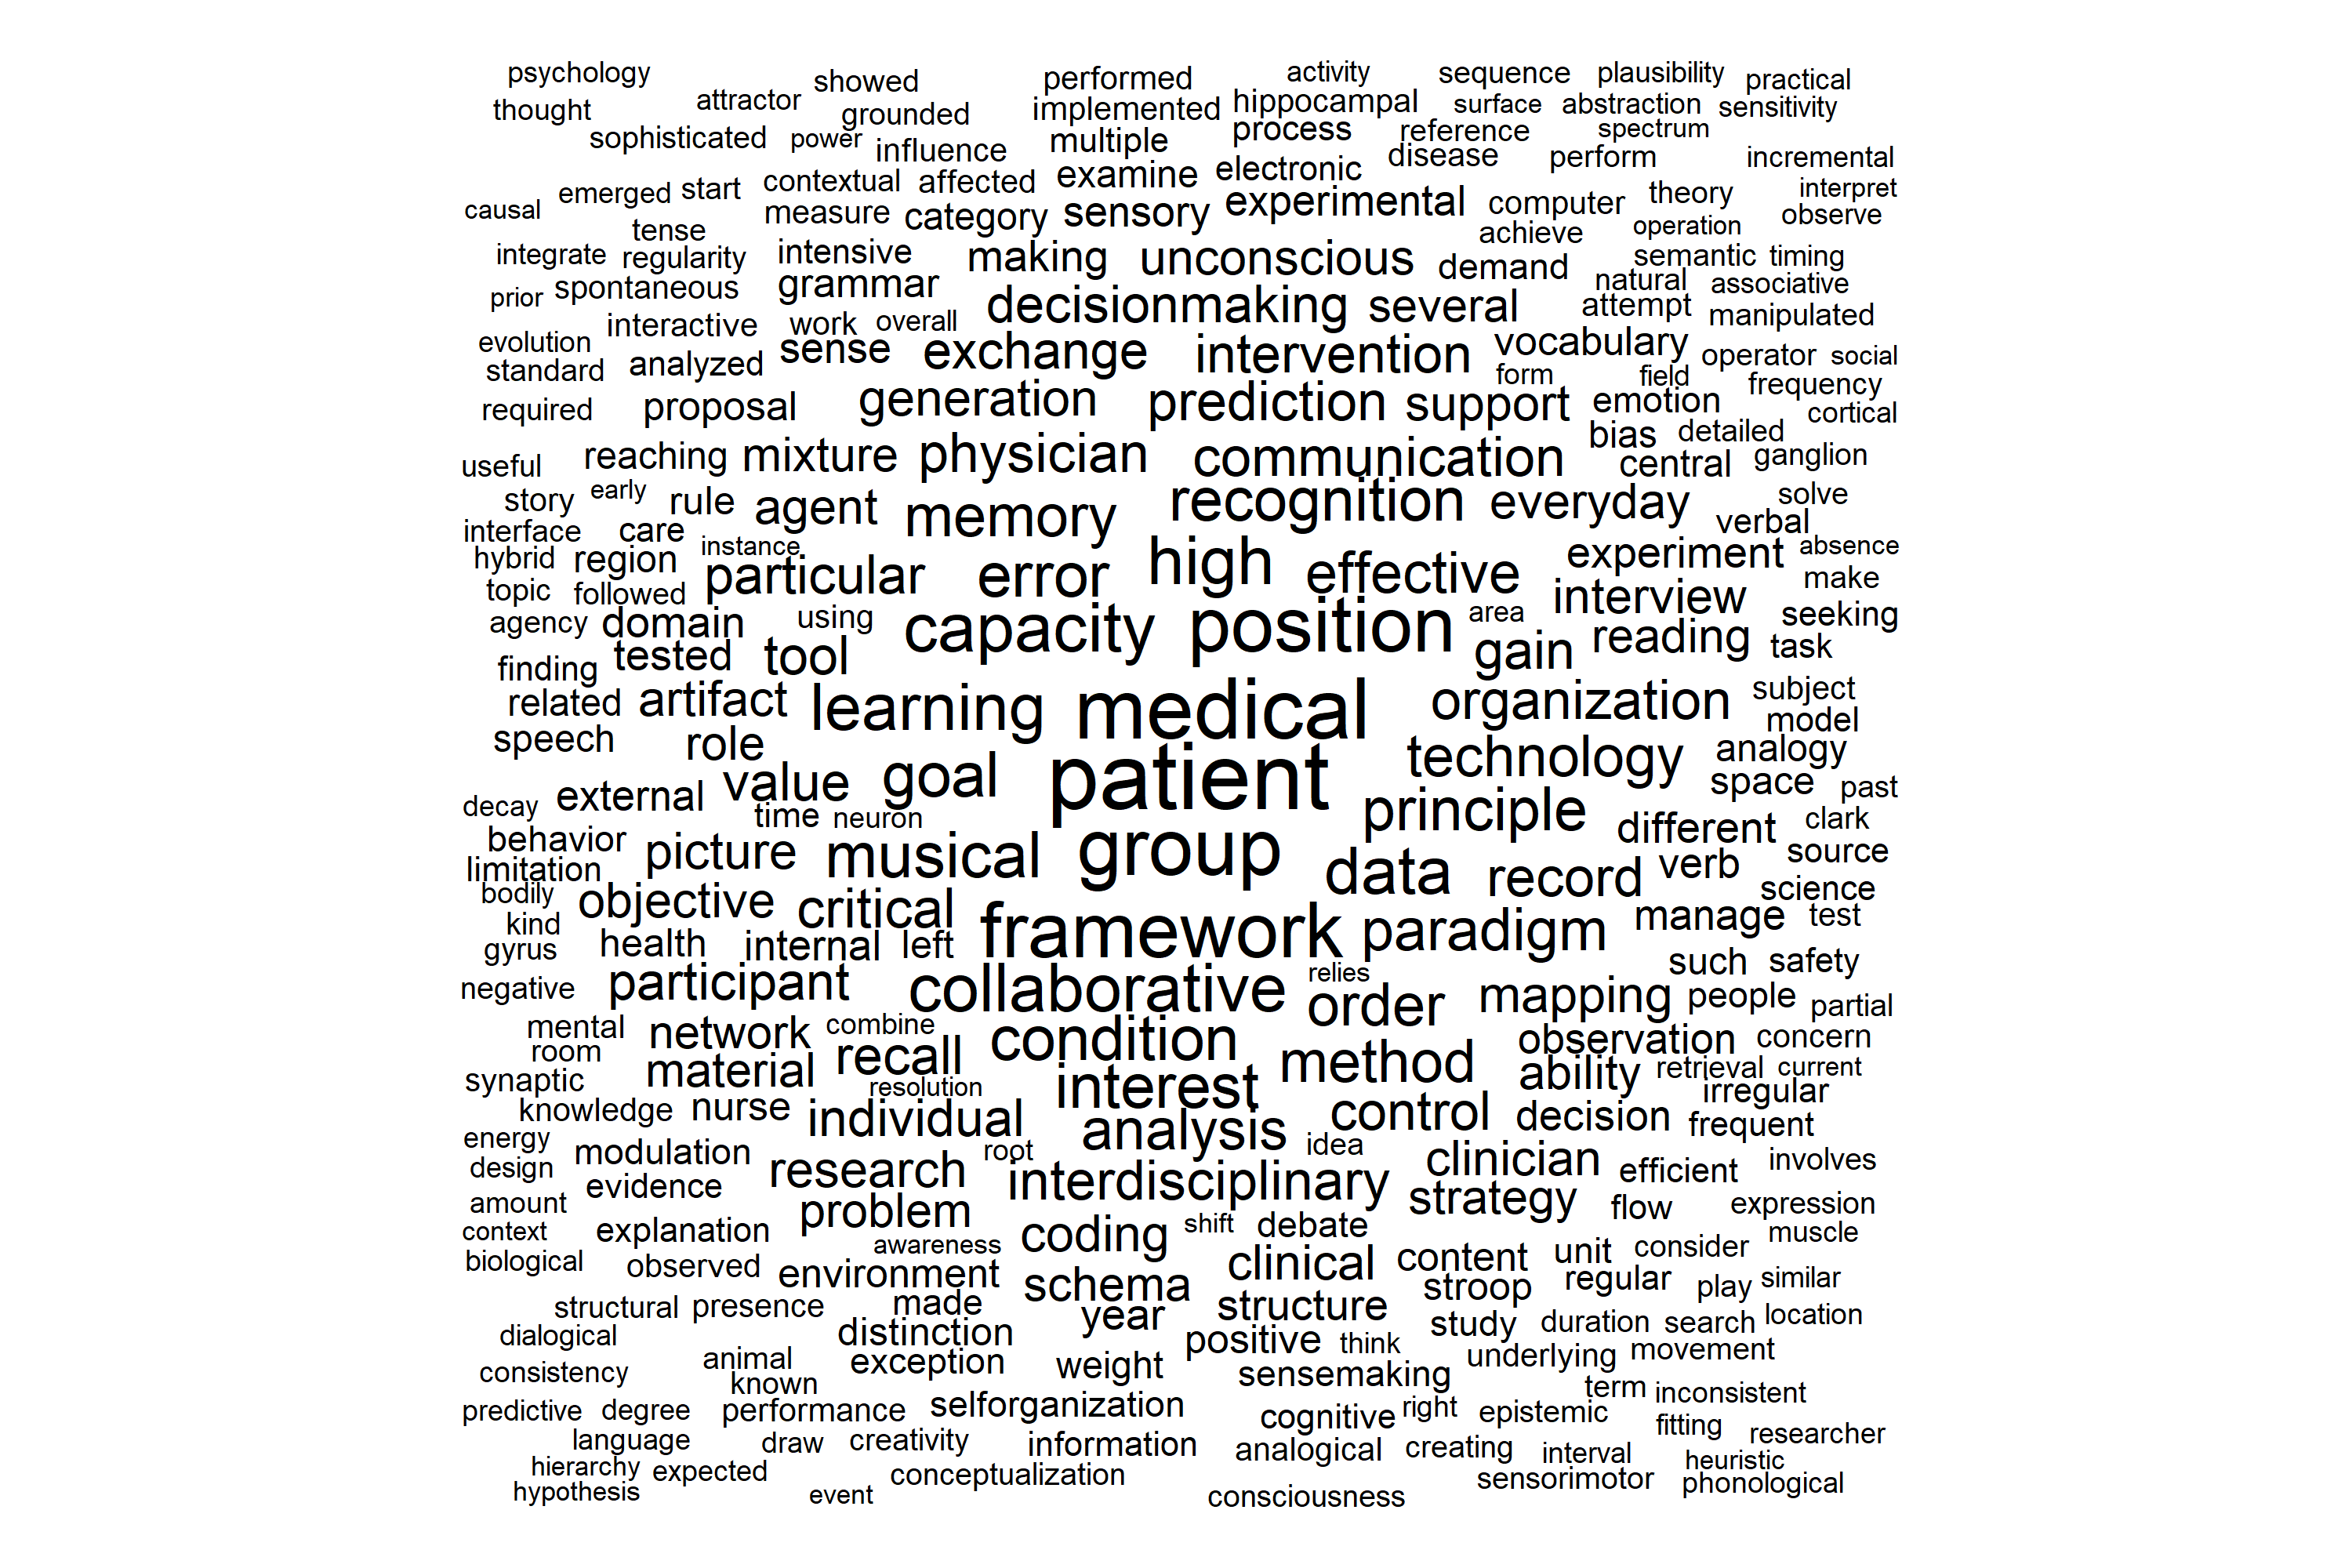 psychology showed performed activity sequence plausibility practical
thought attractor grounded implemented hippocampal surface abstraction sensitivity
sophisticated power influence multiple process reference spectrum
contextual affected examine electronic disease perform incremental
causal emerged start measure category sensory experimental computer theory interpret
tense achieve operation observe
integrate regularity intensive making unconscious demand semantic timing
prior spontaneous grammar decisionmaking several natural associative
attempt manipulated
interactive work overall
evolution analyzed sense exchange intervention vocabulary operator social
standard form field frequency
required proposal generation prediction support emotion cortical
bias detailed
useful reaching mixture physician communication central ganglion
story early rule agent memory recognition everyday solve
interface care verbal
hybrid region instance high experiment absence
topic followed particular error effective interview make
agency domain using capacity position area seeking
finding tested tool gain reading task
related artifact learning medical organization subject
speech role technology model
analogy
decay external value goal patient principle space past
time neuron different clark
behavior picture musical group data record verb source
limitation science
bodily objective critical framework paradigm manage test
kind
gyrus health internal left such safety
negative participant collaborative relies order mapping people partial
mental network combine condition observation concern
room material recall method ability retrieval current
synaptic resolution interest irregular
knowledge nurse individual control decision frequent
energy modulation analysis idea clinician involves
design research root interdisciplinary efficient
amount evidence problem strategy flow expression
context explanation coding shift debate muscle
biological observed awareness environment clinical content unit consider
schema stroop regular play similar
structural presence made year structure study duration search location
dialogical distinction positive think
consistency animal exception weight sensemaking underlying movement
known term inconsistent
predictive degree performance selforganization cognitive right epistemic fitting
language draw creativity information analogical creating interval researcher
hierarchy expected conceptualization sensorimotor heuristic
hypothesis event consciousness phonological